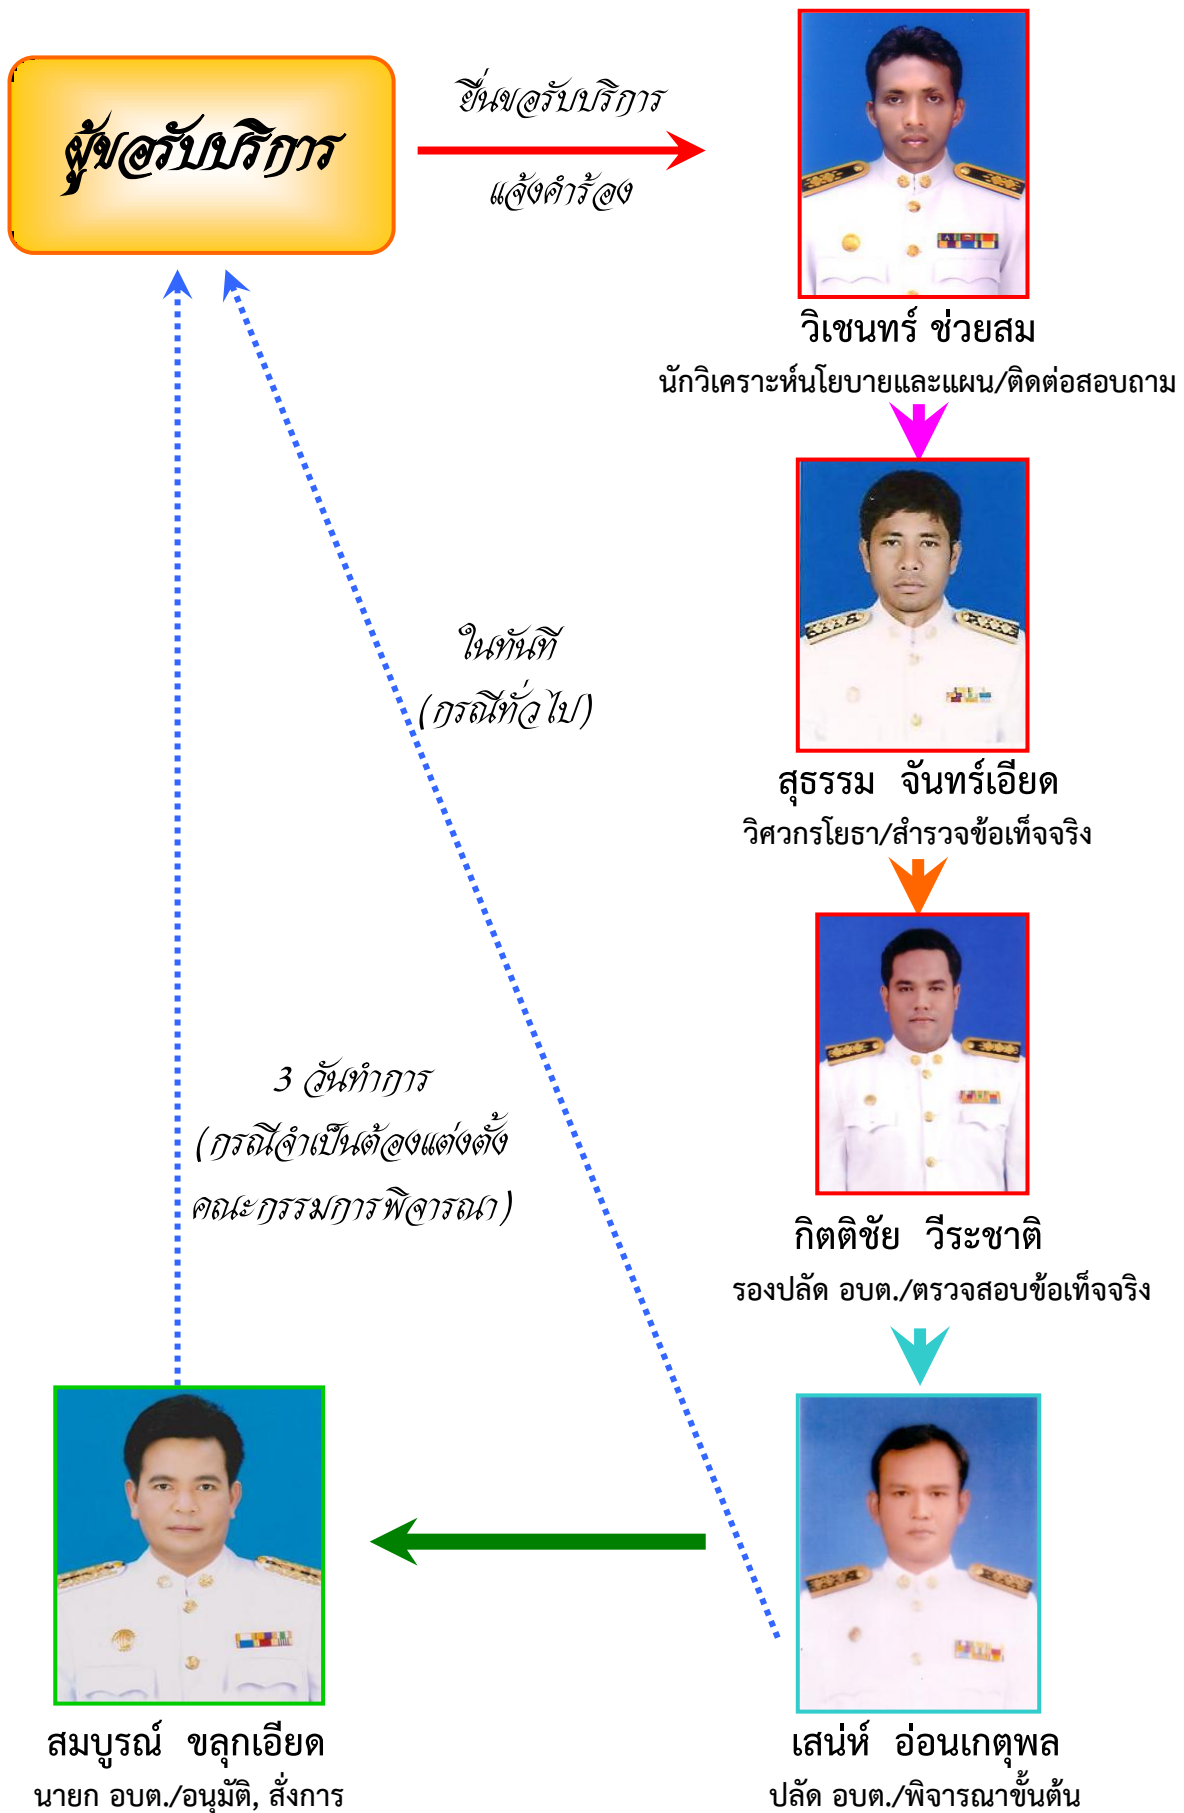 ผู้ขอรับบริการ
ยื่นขอรับบริการ
แจ้งคำร้อง
วิเชนทร์ ช่วยสม
นักวิเคราะห์นโยบายและแผน/ติดต่อสอบถาม
สุธรรม จันทร์เอียด
วิศวกรโยธา/สำรวจข้อเท็จจริง
ในทันที
(กรณีทั่วไป)
กิตติชัย วีระชาติ
รองปลัด อบต./ตรวจสอบข้อเท็จจริง
3 วันทำการ
(กรณีจำเป็นต้องแต่งตั้ง
คณะกรรมการพิจารณา)
เสน่ห์ อ่อนเกตุพล
ปลัด อบต./พิจารณาขั้นต้น
สมบูรณ์ ขลุกเอียด
นายก อบต./อนุมัติ, สั่งการ